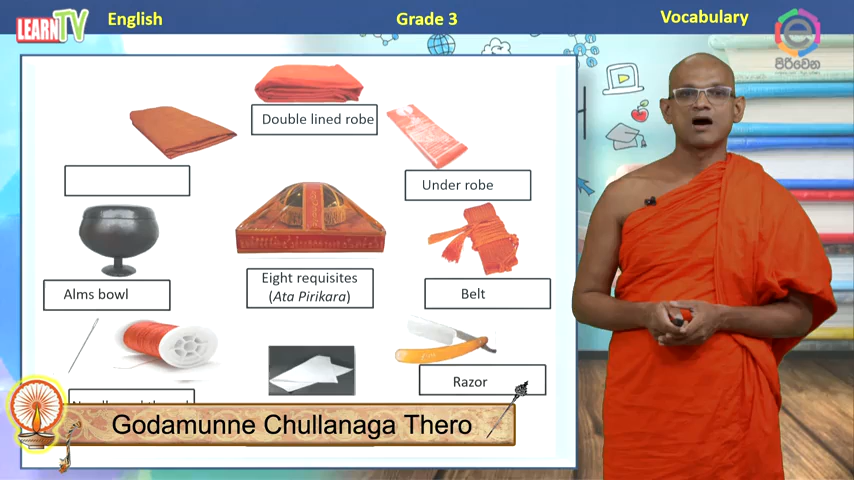 LEARN TV
English
Grade 3
Vocabulary
පිරිවෙන
Double lined robe
Under robe
Alms bowl
Eight requisites
(Ata Pirikara)
Belt
Razor
Godamunne Chullanaga Thero